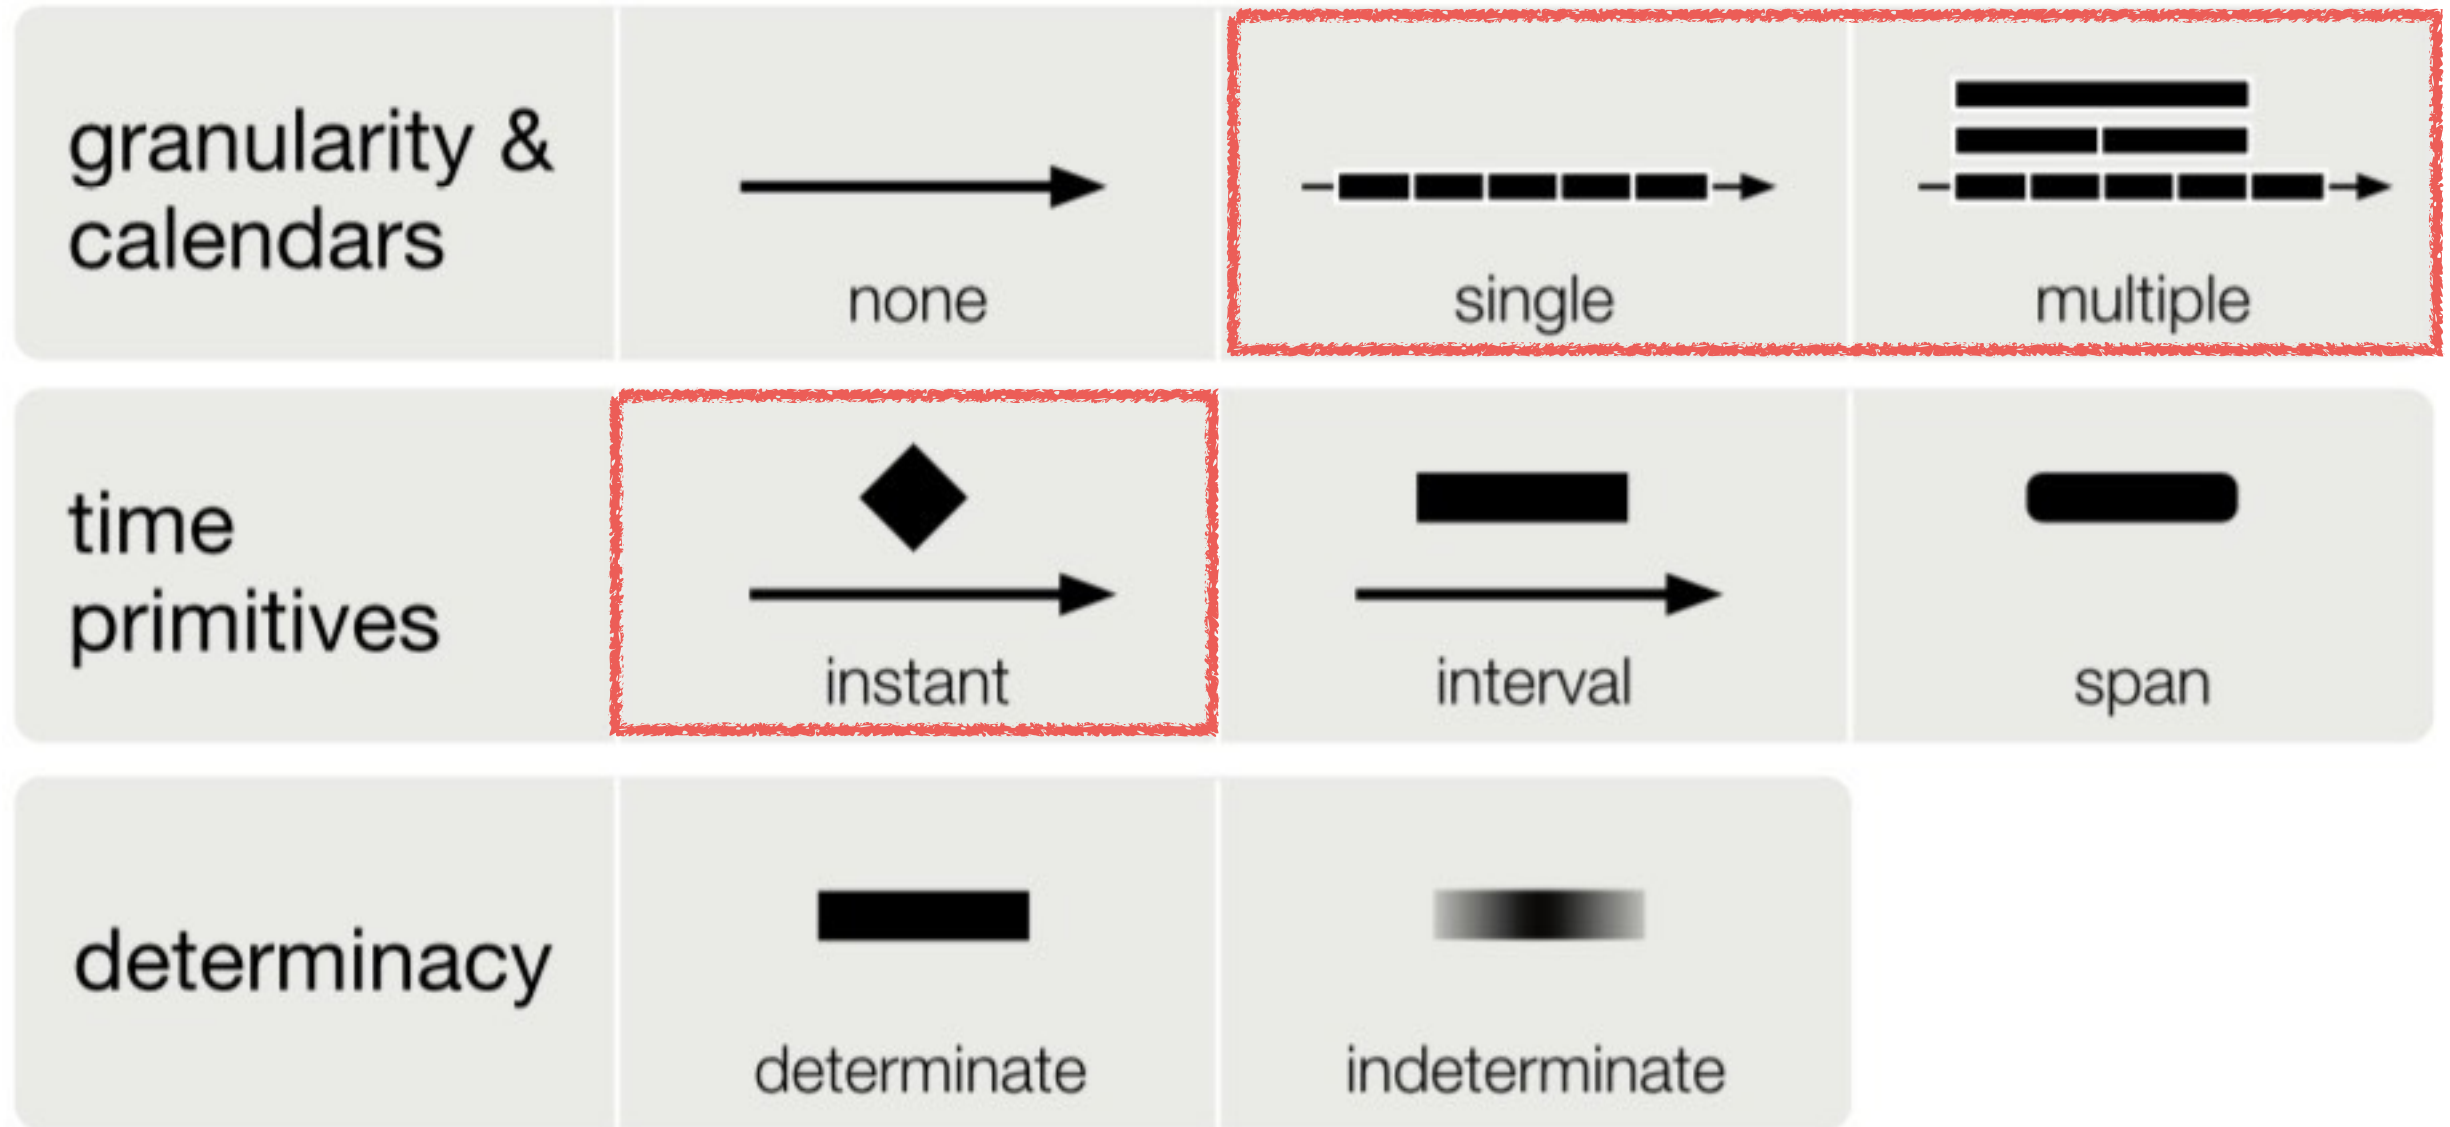 granularity &
calendars
none
single
multiple
time
primitives
instant
interval
span
determinacy
determinate
indeterminate